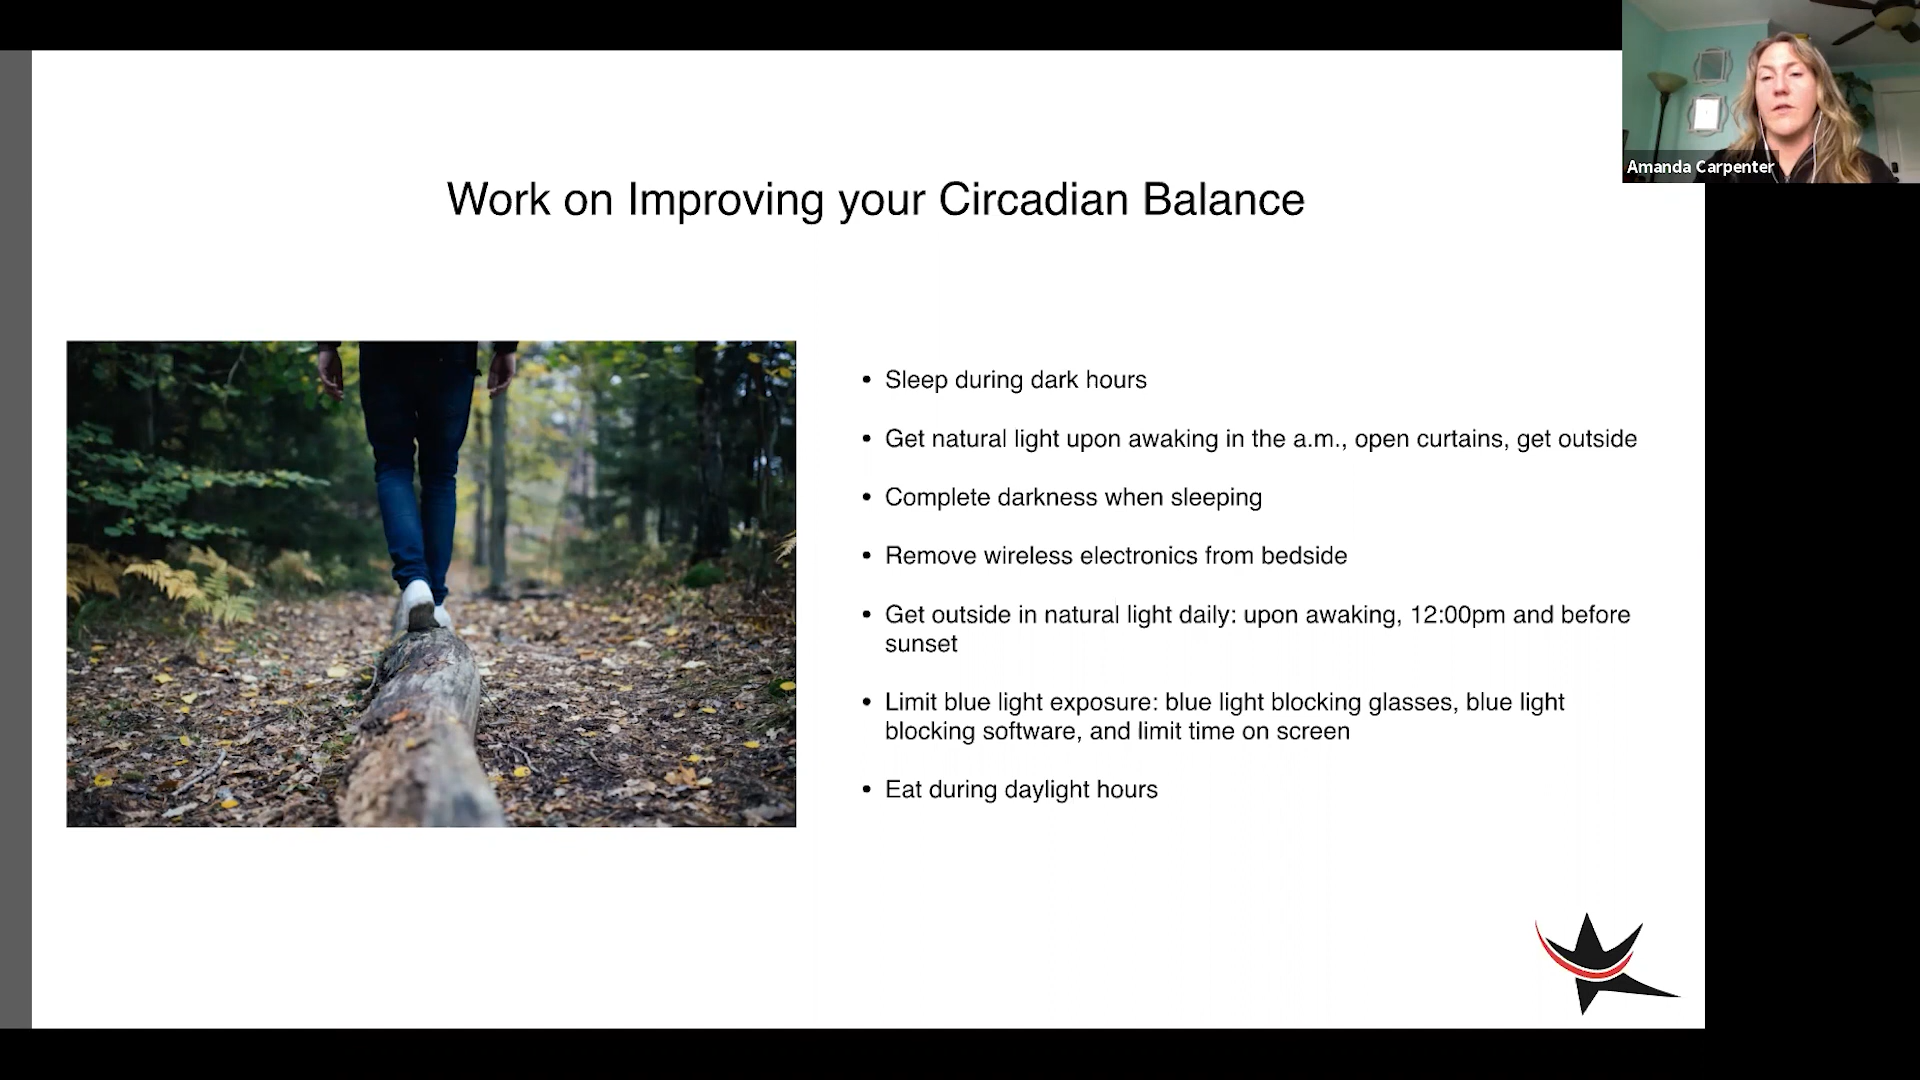 Amanda Carpenter
Work on Improving your Circadian Balance
• Sleep during dark hours
• Get natural light upon awaking in the a.m., open curtains, get outside
• Complete darkness when sleeping
• Remove wireless electronics from bedside
• Get outside in natural light daily: upon awaking, 12:00pm and before
sunset
• Limit blue light exposure: blue light blocking glasses, blue light
blocking software, and limit time on screen
• Eat during daylight hours